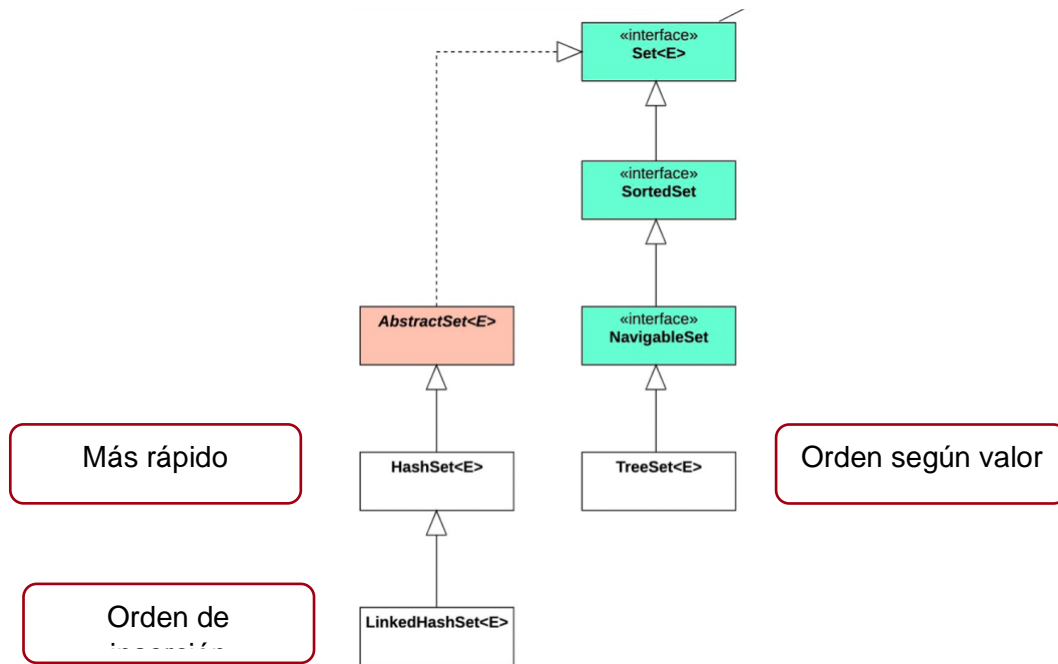 «interface»
Set<E>
«interface»
SortedSet
AbstractSet<E>
«interface»
NavigableSet
Más rápido
HashSet<E>
TreeSet<E>
Orden según valor
Orden de
LinkedHashSet<E>